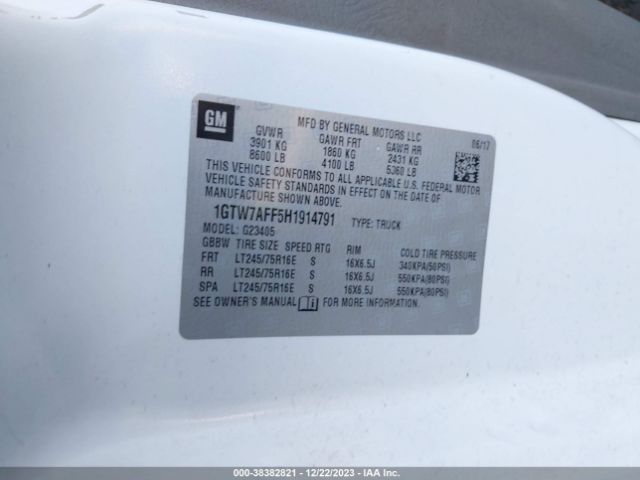 GM
MFD BY GENERAL MOTORS LLC
06/17
GVWR GAWR FRT GAWR RR
3901 KG 1860 KG 2431 KG
8600 LB 4100 LB 5360 LB
THIS VEHICLE CONFORMS TO ALL APPLICABLE U.S. FEDERAL MOTOR
VEHICLE SAFETY STANDARDS IN EFFECT ON THE DATE OF MANUFACTURE SHOWN ABOVE.
1GTW7AFF5H1914791 TYPE: TRUCK
MODEL: G23405
GBBW TIRE SIZE SPEED RTG RIM COLD TIRE PRESSURE
FRT LT245/75R16E S 16X6.5J 340KPA(50PSI)
RR LT245/75R16E S 16X6.5J 550KPA(80PSI)
SPA LT245/75R16E S 16X6.5J 550KPA(80PSI)
SEE OWNER'S MANUAL FOR MORE INFORMATION.
000-38382821 - 12/22/2023 - IAA Inc.